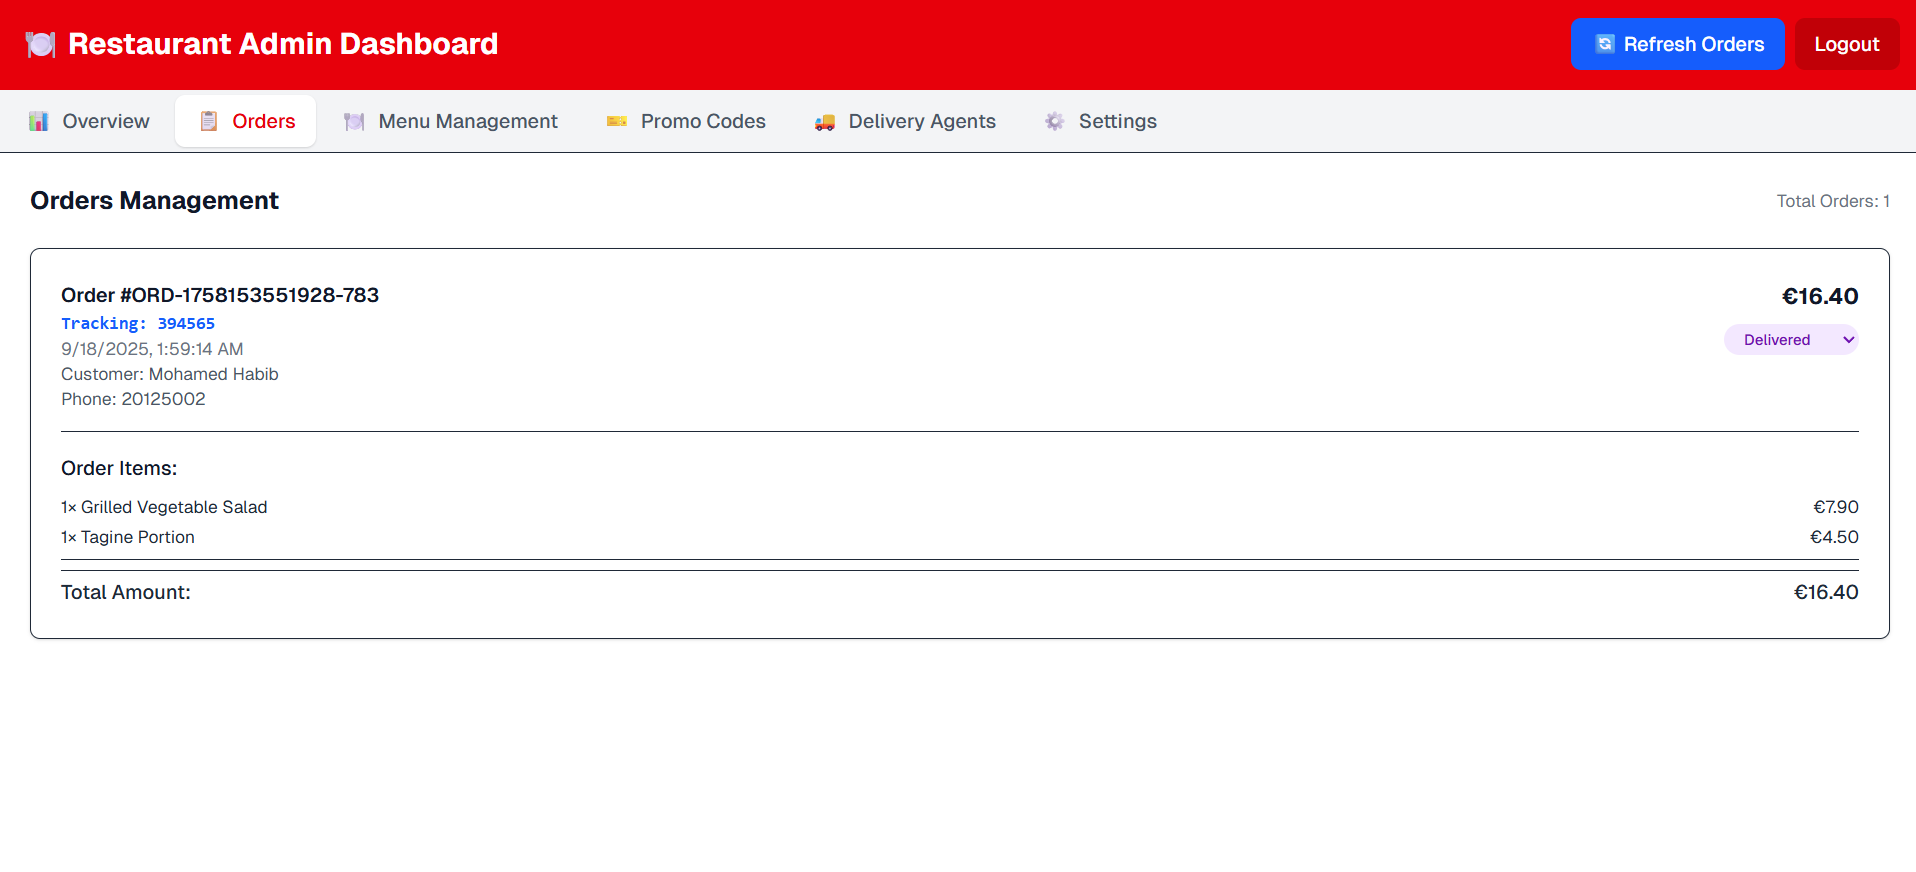 Restaurant Admin Dashboard
Refresh Orders
Logout
Overview
Orders
Menu Management
Promo Codes
Delivery Agents
Settings
Orders Management
Total Orders: 1
Order #ORD-1758153551928-783
€16.40
Tracking: 394565
Delivered
9/18/2025, 1:59:14 AM
Customer: Mohamed Habib
Phone: 20125002
Order Items:
1× Grilled Vegetable Salad
€7.90
1× Tagine Portion
€4.50
Total Amount:
€16.40